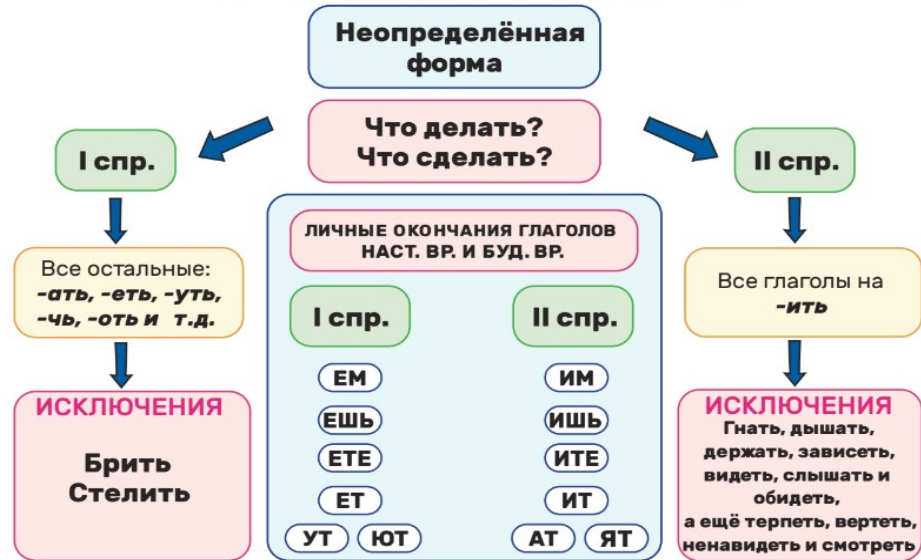 Неопределённая
форма
Что делать?
Что сделать?
I спр.
Все остальные:
-ать, -еть, -уть,
-чь, -оть и т.д.
ИСКЛЮЧЕНИЯ
Брить
Стелить
ЛИЧНЫЕ ОКОНЧАНИЯ ГЛАГОЛОВ
НАСТ. ВР. И БУД. ВР.
I спр.
ЕМ
ЕШЬ
ЕТЕ
ЕТ
УТ ЮТ
II спр.
ИМ
ИШЬ
ИТЕ
ИТ
АТ ЯТ
II спр.
Все глаголы на
-ить
ИСКЛЮЧЕНИЯ
Гнать, дышать,
держать, зависеть,
видеть, слышать и
обидеть,
а ещё терпеть, вертеть,
ненавидеть и смотреть